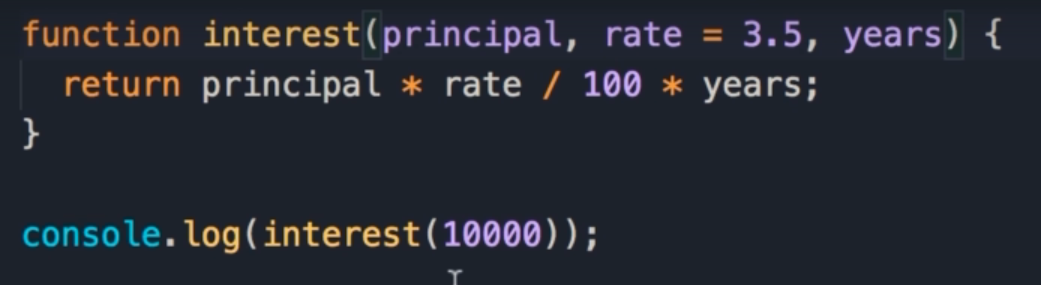 function interest(principal, rate = 3.5, years) {
  return principal * rate / 100 * years;
}
console.log(interest(10000));